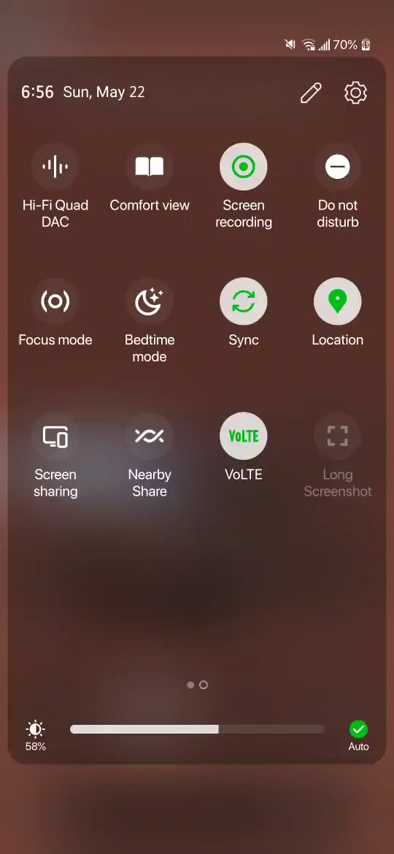 70%
6:56 Sun, May 22
Hi-Fi Quad
DAC
Comfort view
Screen
recording
Do not
disturb
Focus mode
Bedtime
mode
Sync
Location
Screen
sharing
Nearby
Share
VoLTE
VoLTE
Long
Screenshot
58%
Auto